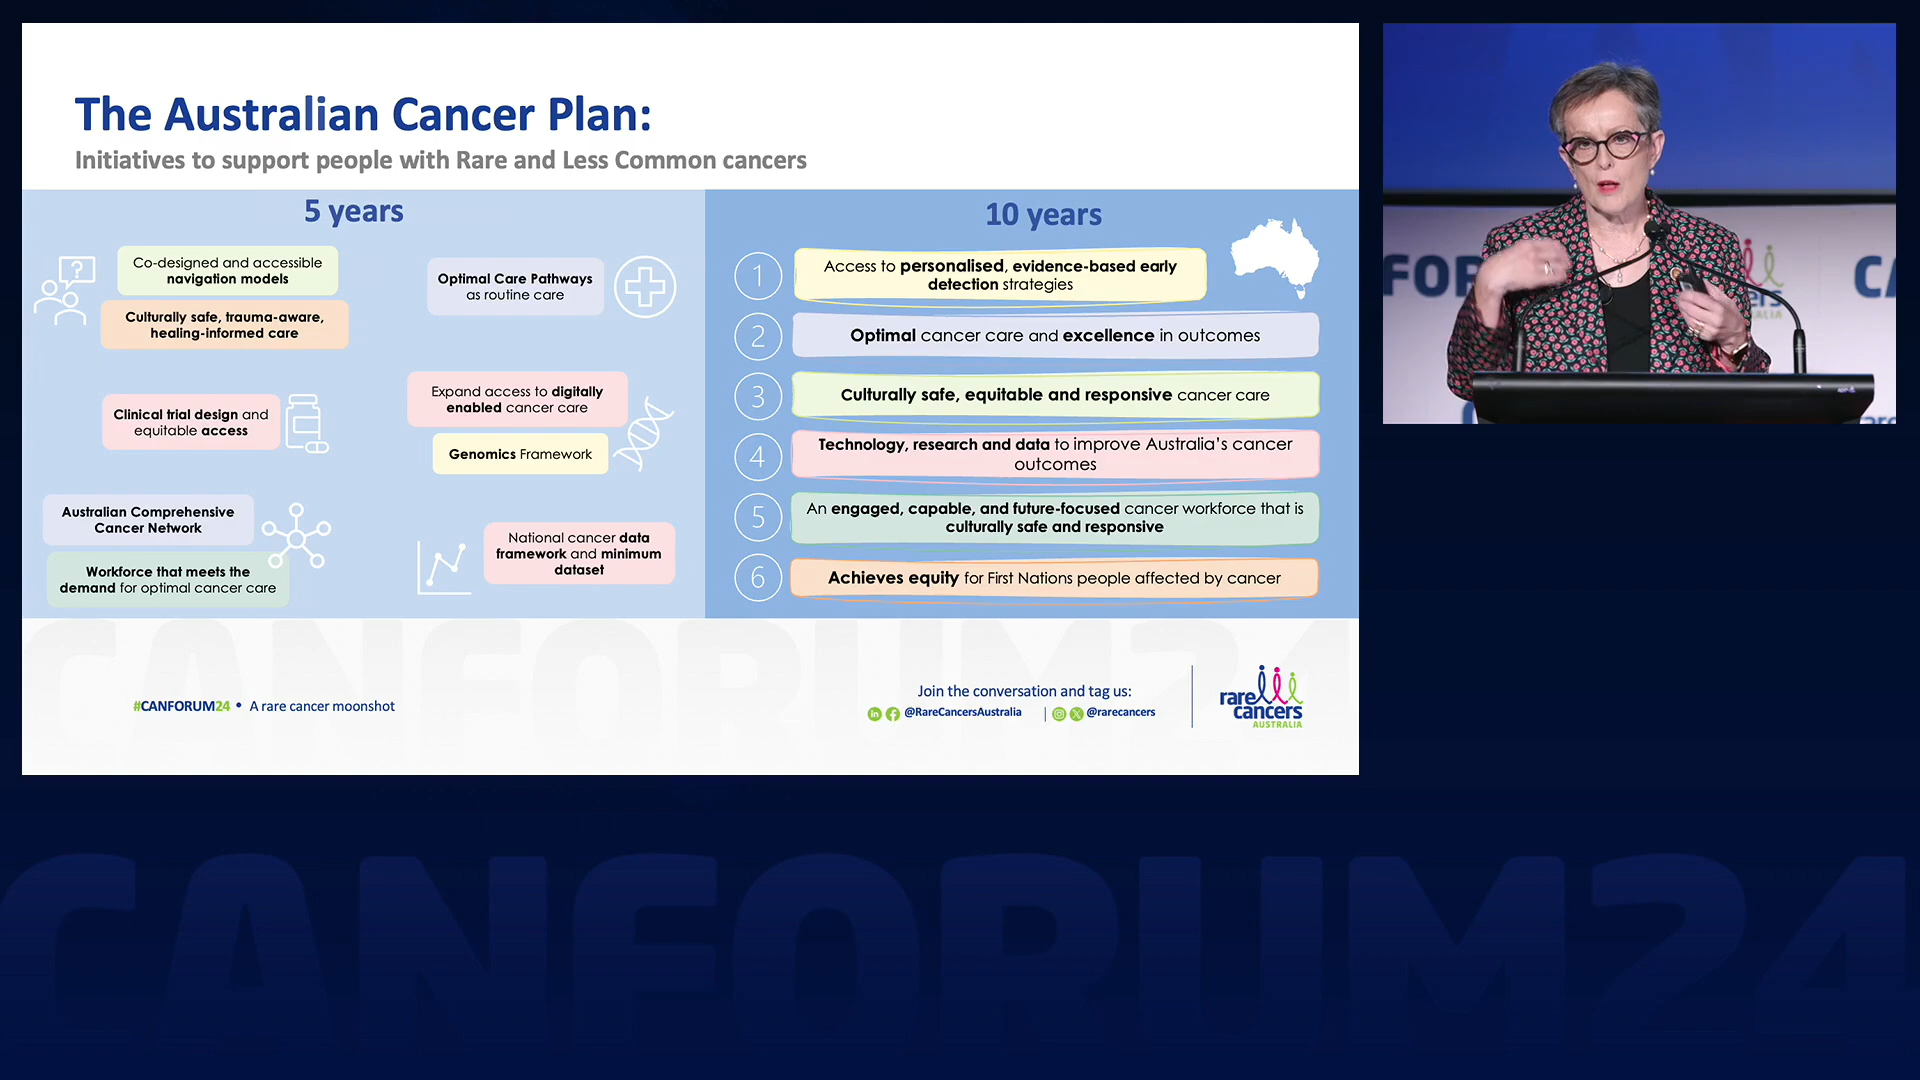 The Australian Cancer Plan:
Initiatives to support people with Rare and Less Common cancers
5 years
Co-designed and accessible
navigation models
Culturally safe, trauma-aware,
healing-informed care
Optimal Care Pathways
as routine care
Clinical trial design and
equitable access
Expand access to digitally
enabled cancer care
Genomics Framework
Australian Comprehensive
Cancer Network
Workforce that meets the
demand for optimal cancer care
National cancer data
framework and minimum
dataset
10 years
1
Access to personalised, evidence-based early
detection strategies
2
Optimal cancer care and excellence in outcomes
3
Culturally safe, equitable and responsive cancer care
4
Technology, research and data to improve Australia's cancer
outcomes
5
An engaged, capable, and future-focused cancer workforce that is
culturally safe and responsive
6
Achieves equity for First Nations people affected by cancer
CANFORUM24
#CANFORUM24 • A rare cancer moonshot
Join the conversation and tag us:
@RareCancersAustralia | @rarecancers
rare
cancers
AUSTRALIA
FOR
CA
ers
ALIA
rare
CANFORUM24